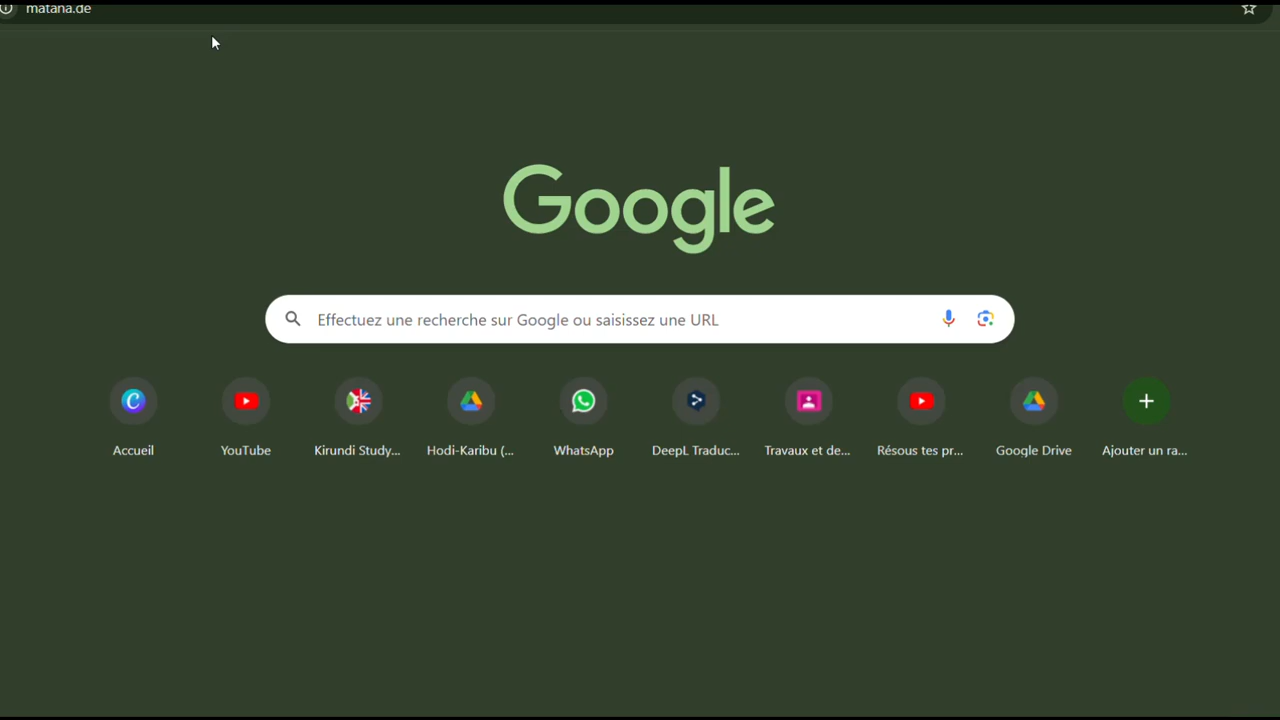 matana.de
Google
Effectuez une recherche sur Google ou saisissez une URL
Accueil
YouTube
Kirundi Study...
Hodi-Karibu (...
WhatsApp
DeepL Traduc...
Travaux et de...
Résous tes pr...
Google Drive
Ajouter un ra...